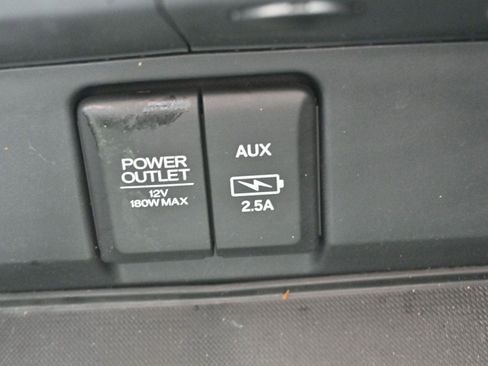 POWER
OUTLET
12V
180W MAX
AUX
2.5A